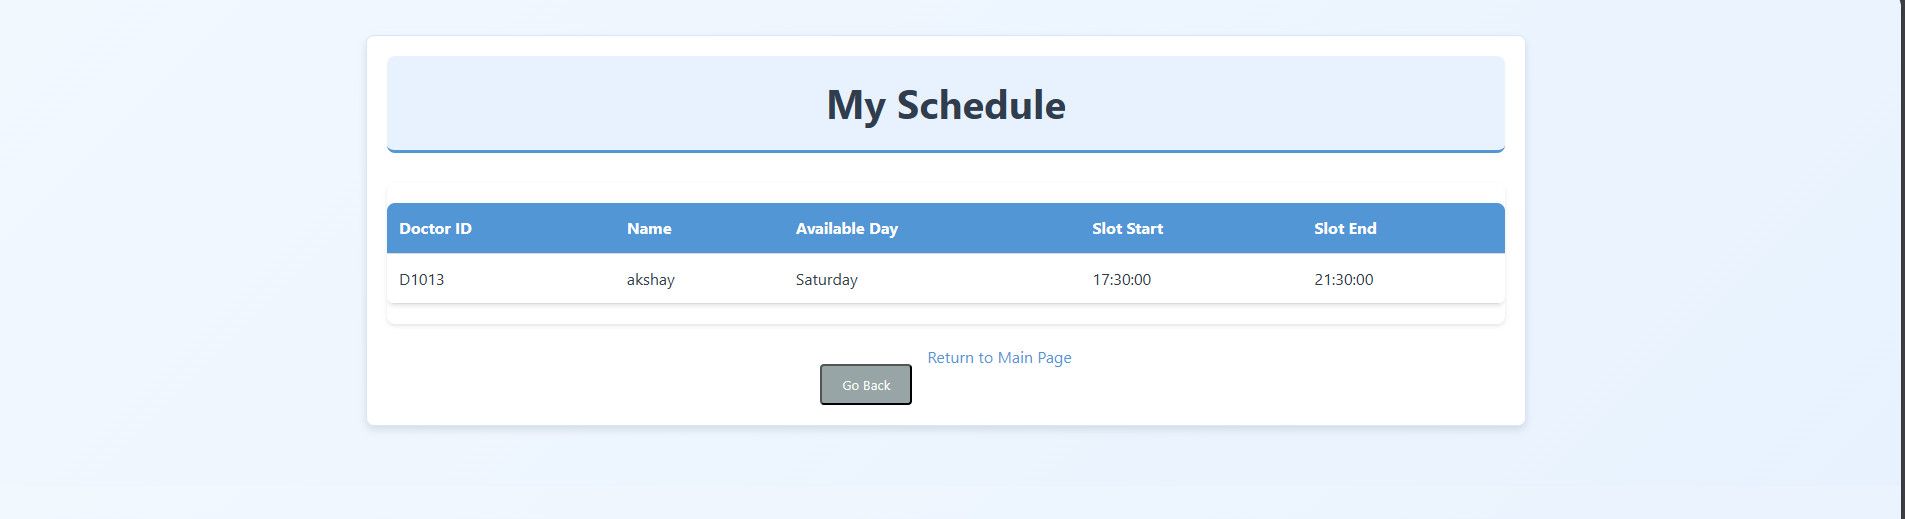 My Schedule
Doctor ID Name Available Day Slot Start Slot End
D1013 akshay Saturday 17:30:00 21:30:00
Return to Main Page
Go Back